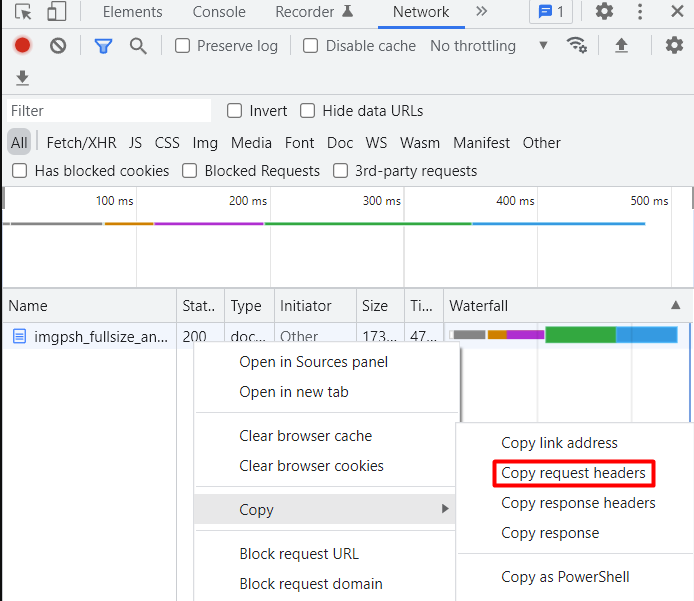 Elements Console Recorder Network 1
Preserve log Disable cache No throttling
Filter Invert Hide data URLs
All Fetch/XHR JS CSS Img Media Font Doc WS Wasm Manifest Other
Has blocked cookies Blocked Requests 3rd-party requests
100 ms 200 ms 300 ms 400 ms 500 ms
Name Stat.. Type Initiator Size Ti... Waterfall
imgpsh_fullsize_an... 200 doc... Other 173... 47...
Open in Sources panel
Open in new tab
Clear browser cache
Clear browser cookies
Copy
Block request URL
Block request domain
Copy link address
Copy request headers
Copy response headers
Copy response
Copy as PowerShell